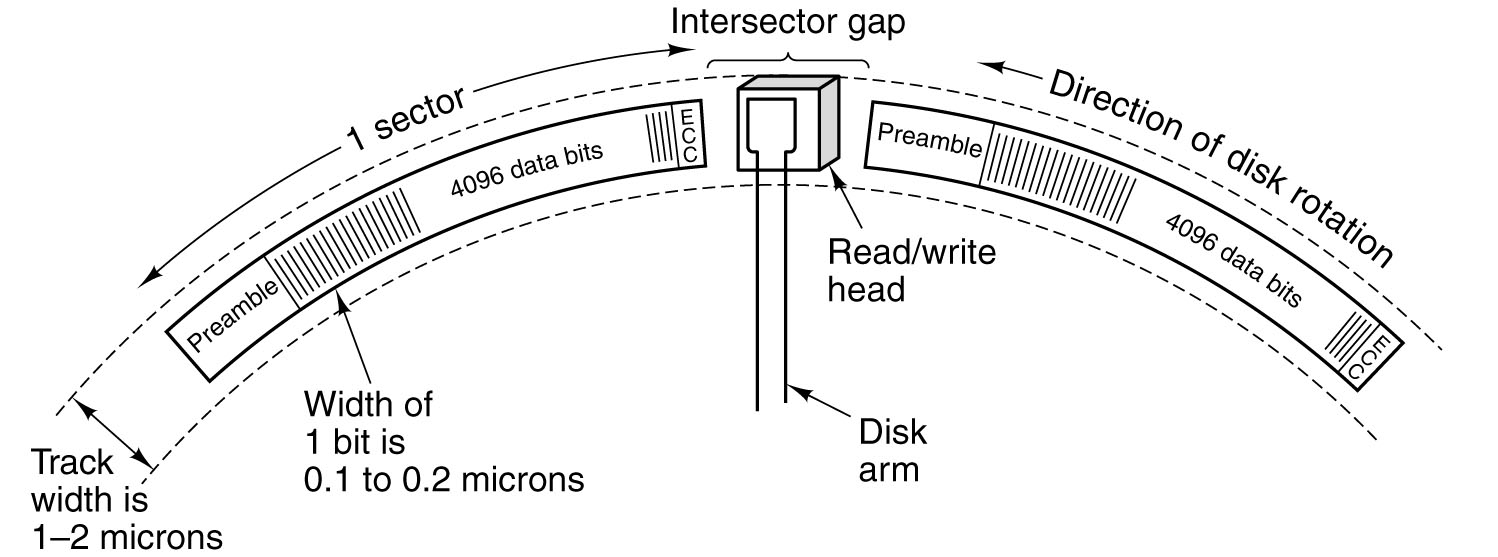 Intersector gap
1 sector
Direction of disk rotation
Preamble
4096 data bits
E
C
C
Preamble
4096 data bits
E
C
C
Read/write
head
Width of
1 bit is
0.1 to 0.2 microns
Disk
arm
Track
width is
1–2 microns